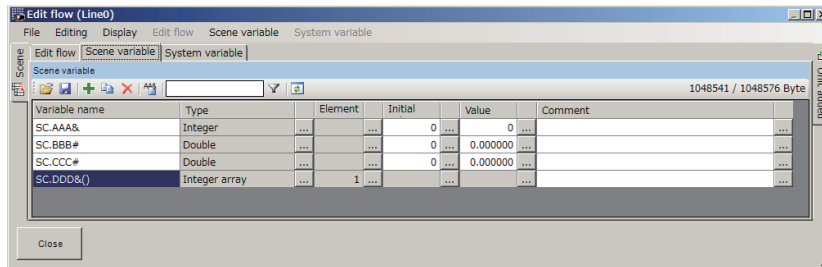 Edit flow (Line0)
File Editing Display Edit flow Scene variable System variable
Scene
Edit flow Scene variable System variable
Scene variable
1048541 / 1048576 Byte
Variable name Type Element Initial Value Comment
SC.AAA& Integer ... ... 0 ... 0 ... ...
SC.BBB# Double ... ... 0 ... 0.000000 ... ...
SC.CCC# Double ... ... 0 ... 0.000000 ... ...
SC.DDD&() Integer array ... 1 ... ... ... ...
Close